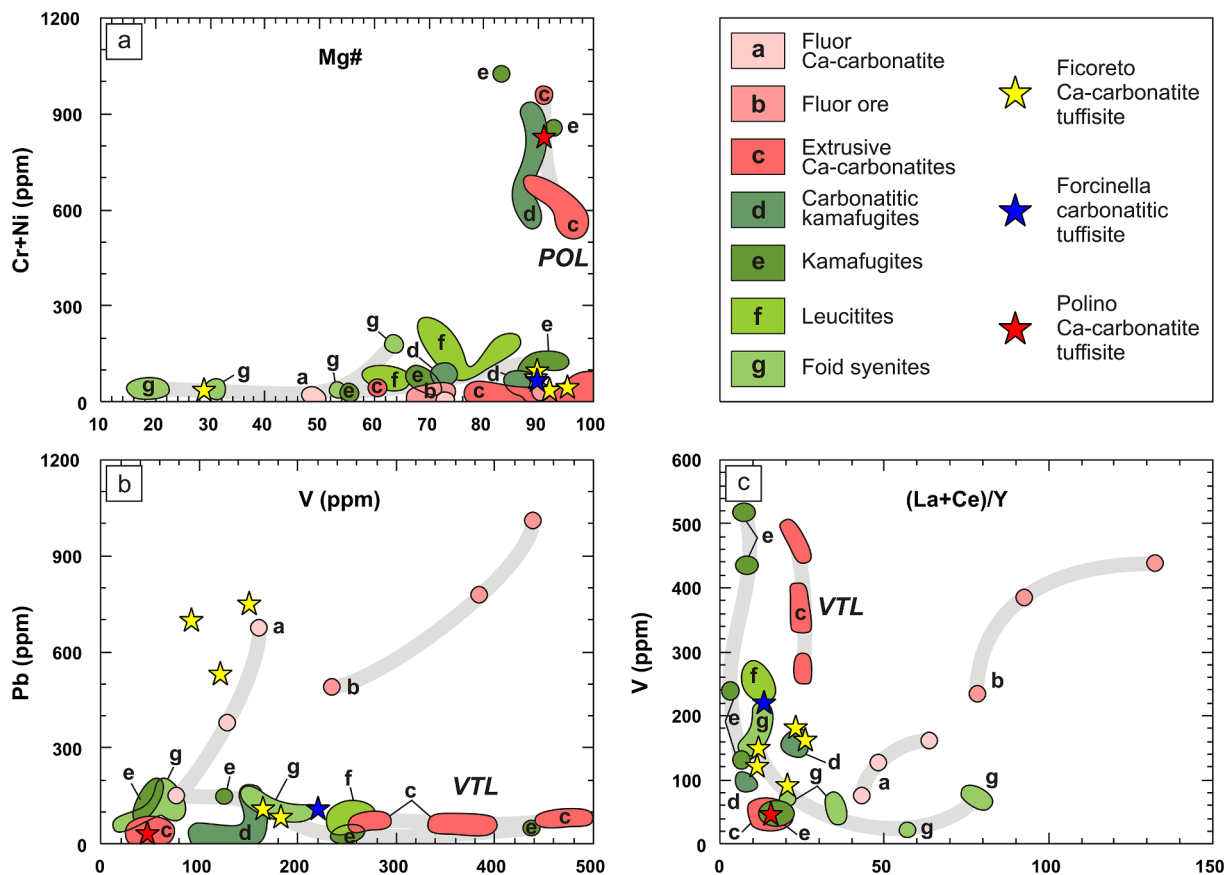 1200
900
600
300
0
Cr+Ni (ppm)
a
Mg#
e
c
e
d
c
POL
g
f
e
g
g
g
a
e
c
f
d
e
b
c
d
10
20
30
40
50
60
70
80
90
100
a
Fluor
Ca-carbonatite
b
Fluor ore
c
Extrusive
Ca-carbonatites
d
Carbonatitic
kamafugites
e
Kamafugites
f
Leucitites
g
Foid syenites
Ficoreto
Ca-carbonatite
tuffisite
Forcinella
carbonatitic
tuffisite
Polino
Ca-carbonatite
tuffisite
1200
900
600
300
0
Pb (ppm)
b
V (ppm)
a
b
e
g
e
g
f
c
VTL
c
d
e
e
c
0
100
200
300
400
500
600
500
400
300
200
100
0
V (ppm)
c
(La+Ce)/Y
e
c
VTL
f
g
e
d
b
a
g
g
g
d
c
e
0
50
100
150